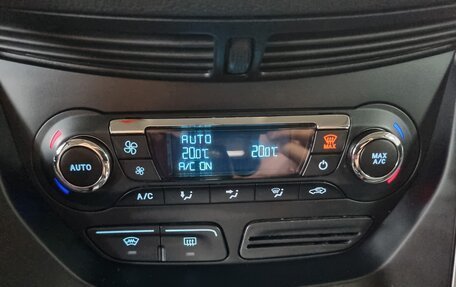 AUTO
20.0°C 20.0°C
A/C ON
AUTO
MAX
MAX
A/C
A/C